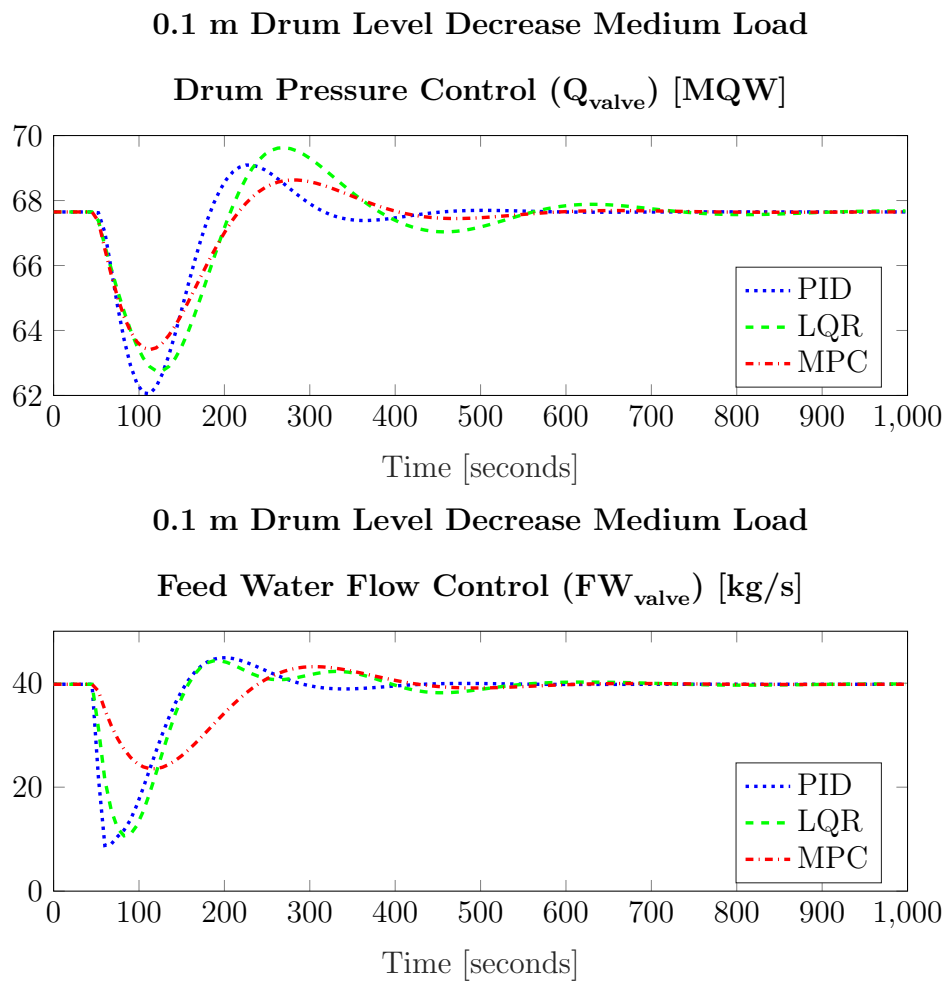 0.1 m Drum Level Decrease Medium Load
Drum Pressure Control (Q_valve) [MQW]
70
68
66
64
62
PID
LQR
MPC
0 100 200 300 400 500 600 700 800 900 1,000
Time [seconds]
0.1 m Drum Level Decrease Medium Load
Feed Water Flow Control (FW_valve) [kg/s]
40
20
0
PID
LQR
MPC
0 100 200 300 400 500 600 700 800 900 1,000
Time [seconds]